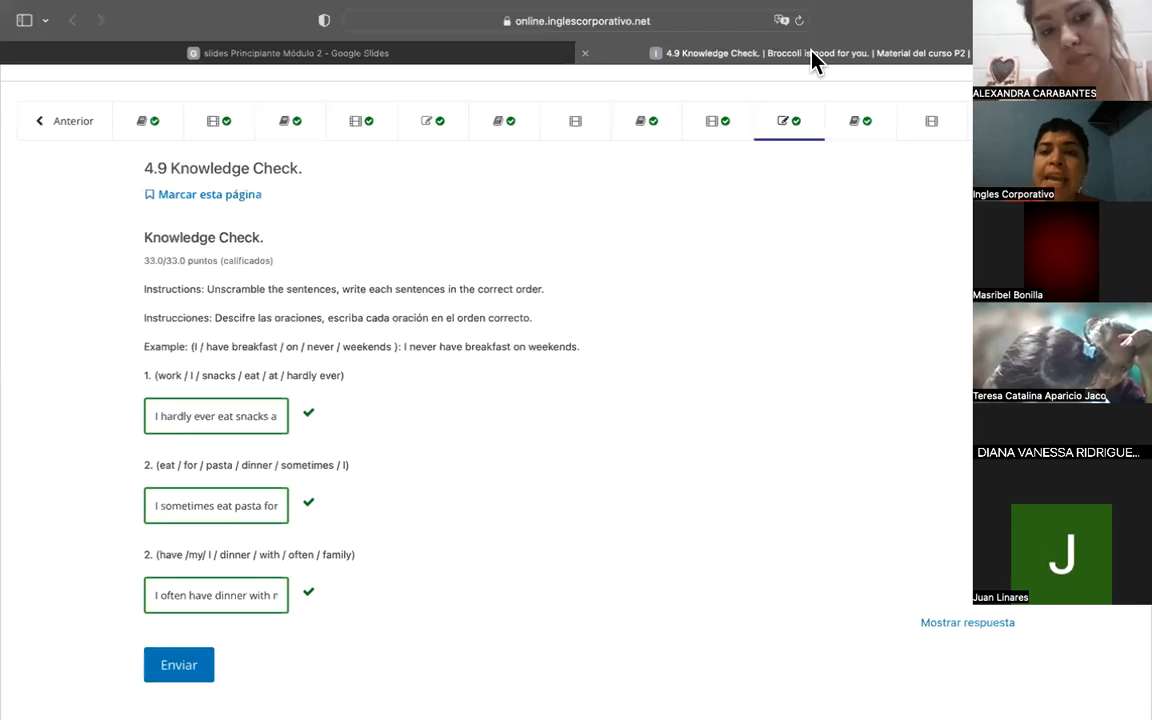 online.inglescorporativo.net
slides Principiante Módulo 2 - Google Slides
4.9 Knowledge Check. | Broccoli is good for you. | Material del curso P2 |
Anterior
4.9 Knowledge Check.
Marcar esta página
Knowledge Check.
33.0/33.0 puntos (calificados)
Instructions: Unscramble the sentences, write each sentences in the correct order.
Instrucciones: Descifre las oraciones, escriba cada oración en el orden correcto.
Example: (I / have breakfast / on / never / weekends ): I never have breakfast on weekends.
1. (work / I / snacks / eat / at / hardly ever)
I hardly ever eat snacks a
2. (eat / for / pasta / dinner / sometimes / I)
I sometimes eat pasta for
2. (have /my/ I / dinner / with / often / family)
I often have dinner with
Mostrar respuesta
Enviar
ALEXANDRA CARABANTES
Ingles Corporativo
Masribel Bonilla
Teresa Catalina Aparicio Jaco
DIANA VANESSA RIDRIGUE...
J
Juan Linares